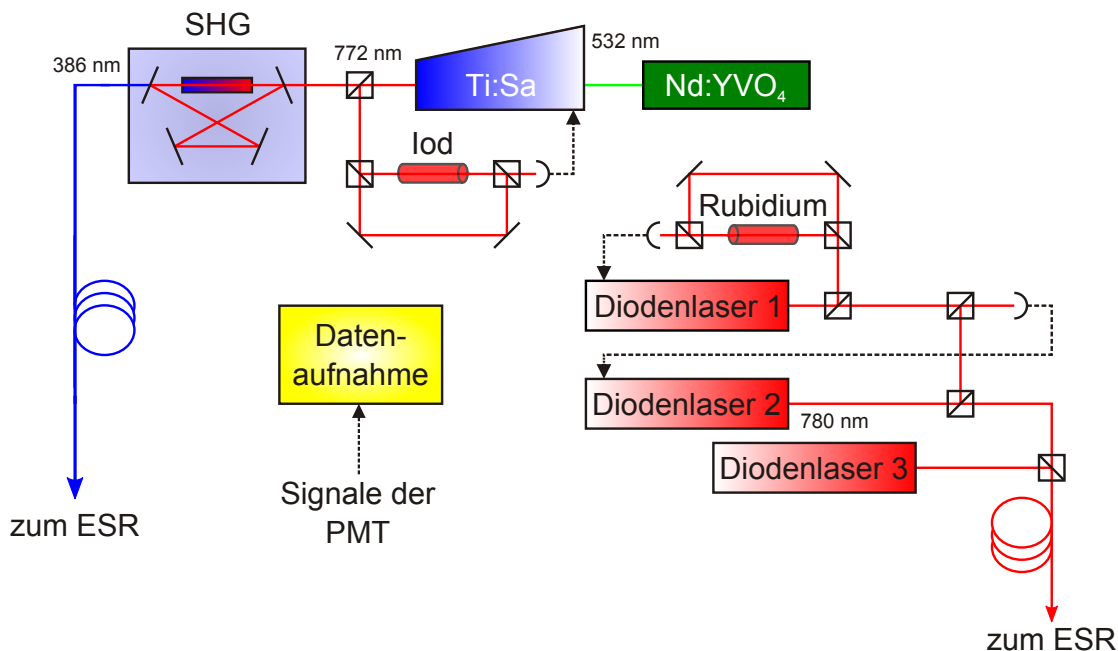 SHG
386 nm
772 nm
532 nm
Ti:Sa
Nd:YVO₄
Iod
Rubidium
Diodenlaser 1
Daten-
aufnahme
Diodenlaser 2
780 nm
Diodenlaser 3
Signale der
PMT
zum ESR
zum ESR